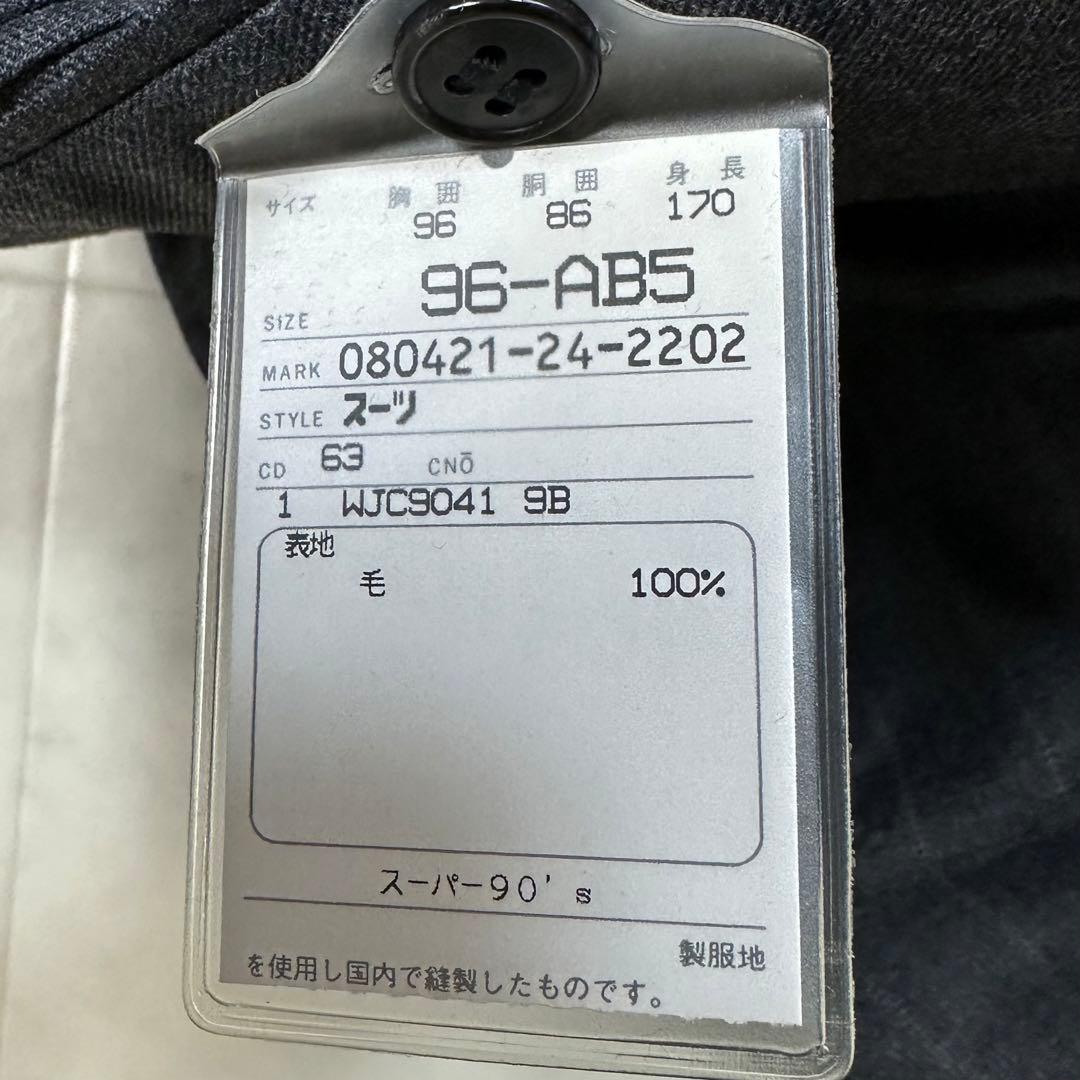 サイズ 胸囲 胴囲 身長
96 86 170
SIZE 96-AB5
MARK 080421-24-2202
STYLE スーツ
CD 63 CNŌ
1 WJC9041 9B
表地
毛 100%
スーパー90's
製服地
を使用し国内で縫製したものです。